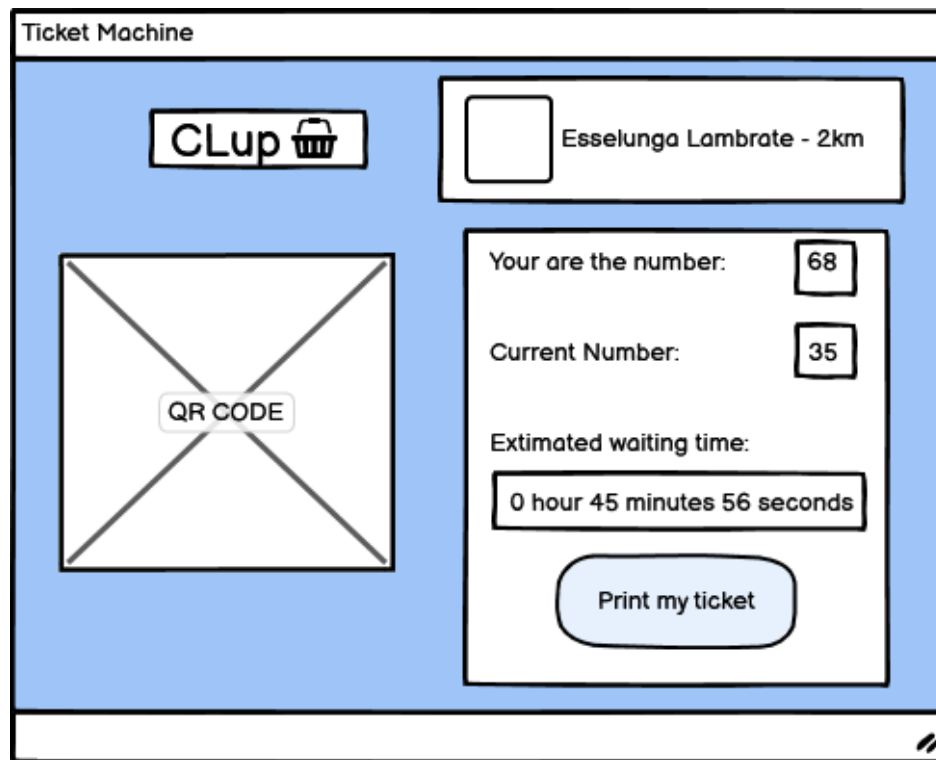 Ticket Machine
CLup
Esselunga Lambrate - 2km
Your are the number: 68
Current Number: 35
QR CODE
Extimated waiting time:
0 hour 45 minutes 56 seconds
Print my ticket